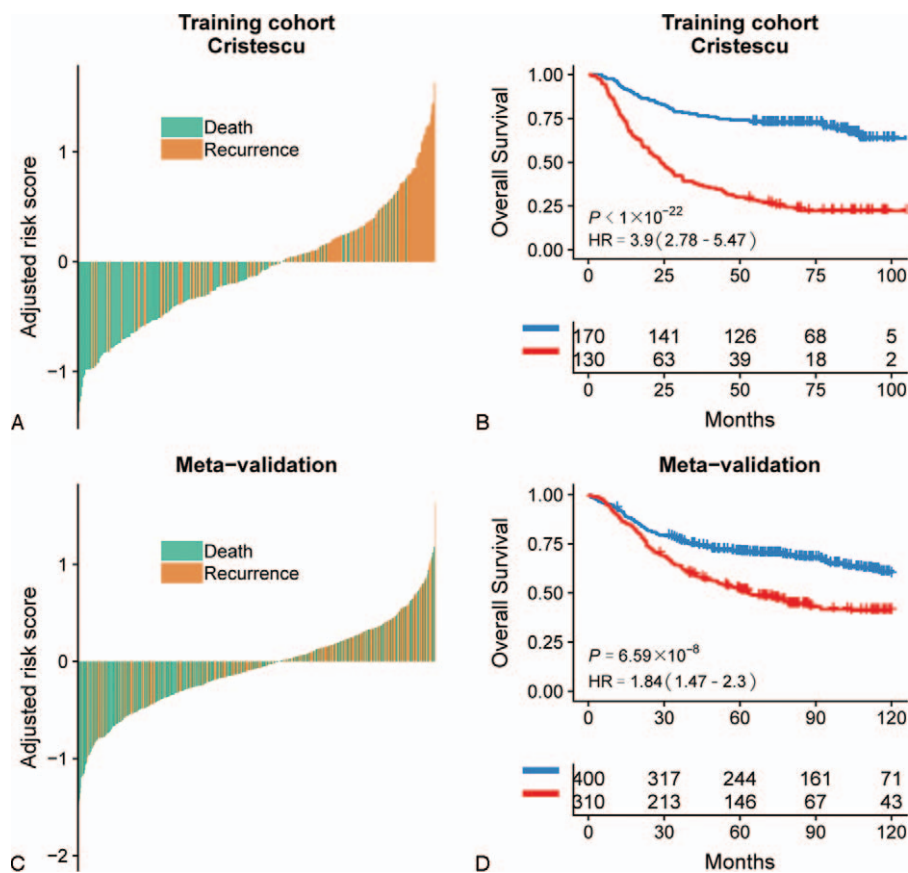 Training cohort
Cristescu
Adjusted risk score
1
0
−1
Death
Recurrence
A
Training cohort
Cristescu
Overall Survival
1.00
0.75
0.50
0.25
0.00
P < 1×10−22
HR = 3.9(2.78 - 5.47)
0 25 50 75 100
170 141 126 68 5
130 63 39 18 2
0 25 50 75 100
Months
B
Meta−validation
Adjusted risk score
1
0
−1
−2
Death
Recurrence
C
Meta−validation
Overall Survival
1.00
0.75
0.50
0.25
0.00
P = 6.59×10−8
HR = 1.84(1.47 - 2.3)
0 30 60 90 120
400 317 244 161 71
310 213 146 67 43
0 30 60 90 120
Months
D